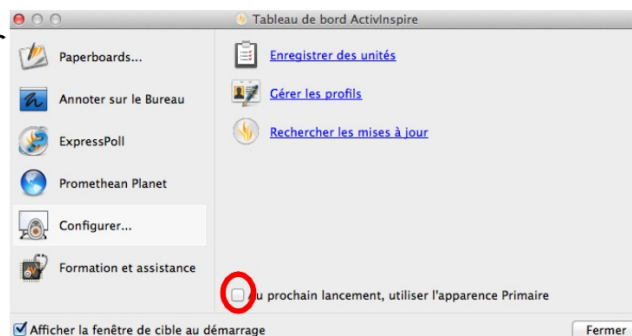 Tableau de bord ActivInspire
Paperboards...
Annoter sur le Bureau
ExpressPoll
Promethean Planet
Configurer...
Formation et assistance
Enregistrer des unités
Gérer les profils
Rechercher les mises à jour
Au prochain lancement, utiliser l'apparence Primaire
Afficher la fenêtre de cible au démarrage
Fermer